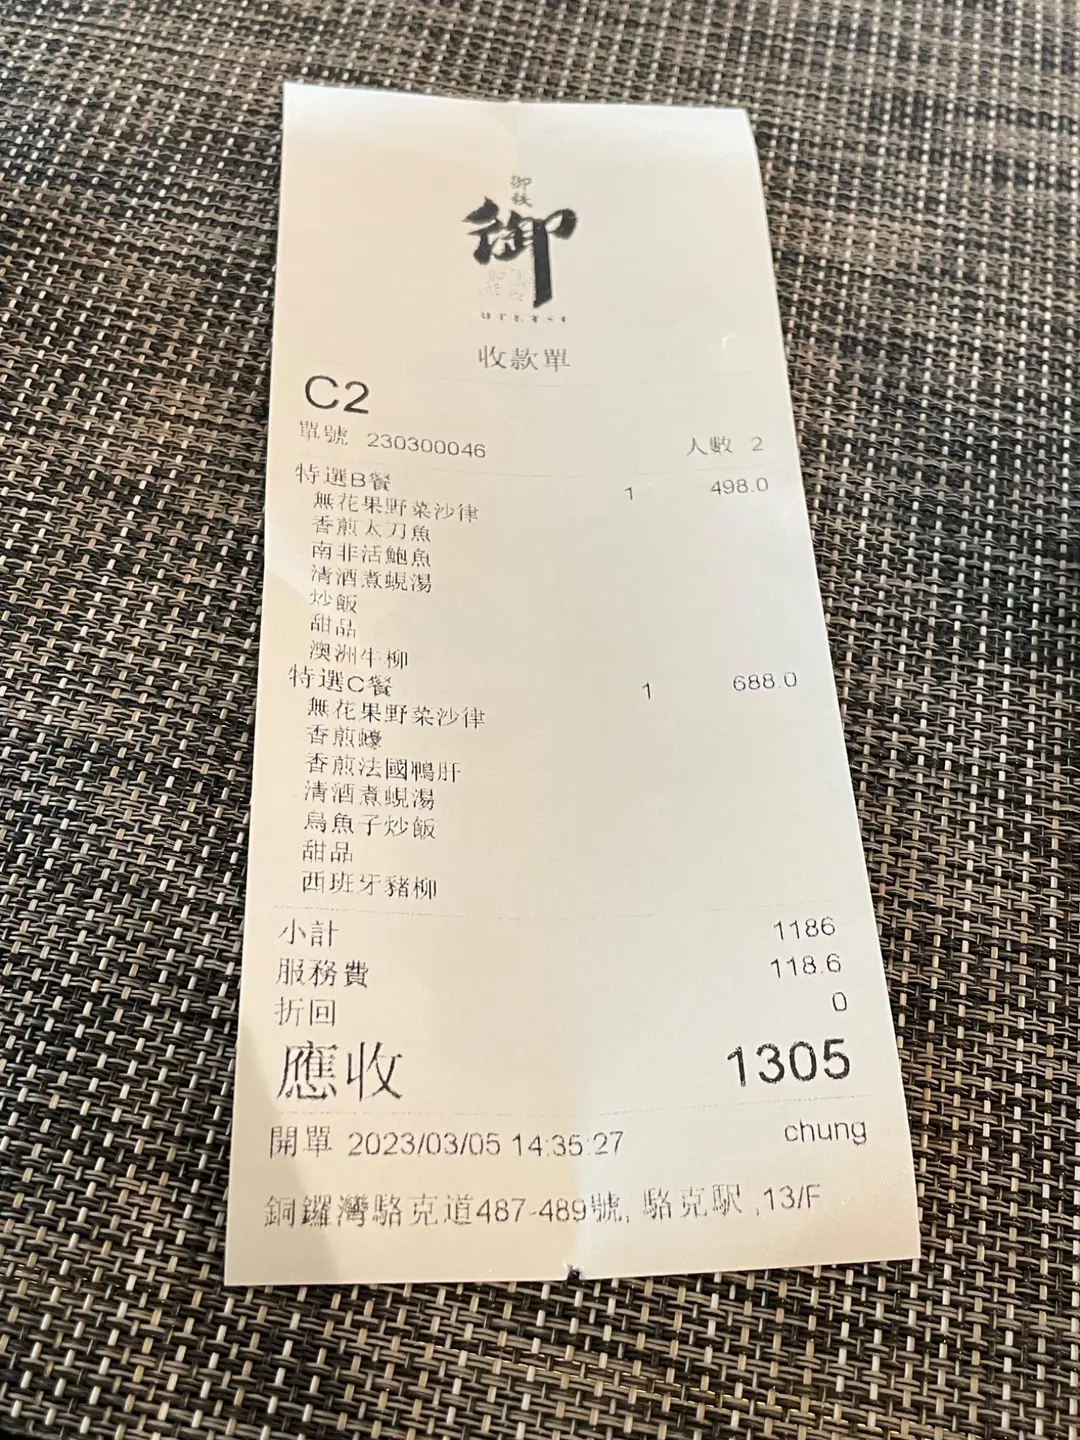 御鉄
御
收款單
C2
單號 230300046 人數 2
特選B餐 1 498.0
無花果野菜沙律
香煎太刀魚
南非活鮑魚
清酒煮蜆湯
炒飯
甜品
澳洲牛柳
特選C餐 1 688.0
無花果野菜沙律
香煎蠔
香煎法國鴨肝
清酒煮蜆湯
烏魚子炒飯
甜品
西班牙豬柳
小計 1186
服務費 118.6
折回 0
應收 1305
開單 2023/03/05 14:35:27 chung
銅鑼灣駱克道487-489號, 駱克駅 ,13/F